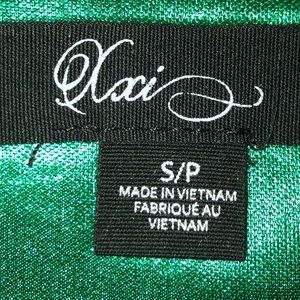 Xxi
S/P
MADE IN VIETNAM
FABRIQUÉ AU
VIETNAM